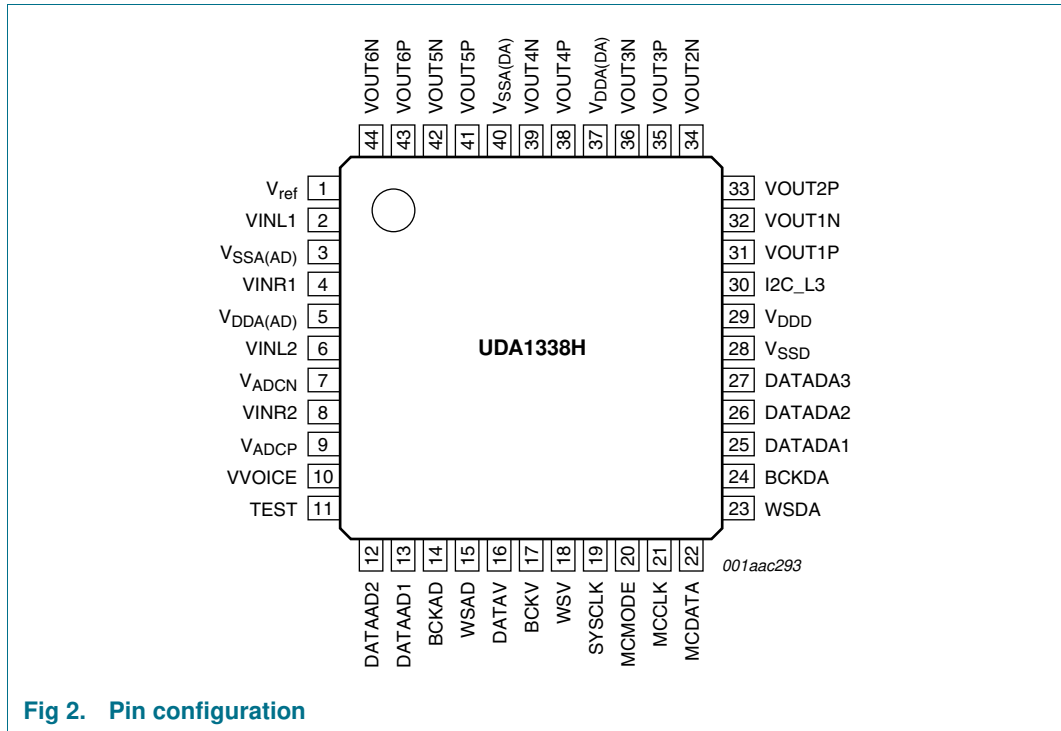 VOUT6N
VOUT6P
VOUT5N
VOUT5P
VSSA(DA)
VOUT4N
VOUT4P
VDDA(DA)
VOUT3N
VOUT3P
VOUT2N
44
43
42
41
40
39
38
37
36
35
34
Vref 1
VINL1 2
VSSA(AD) 3
VINR1 4
VDDA(AD) 5
VINL2 6
VADCN 7
VINR2 8
VADCP 9
VVOICE 10
TEST 11
UDA1338H
33 VOUT2P
32 VOUT1N
31 VOUT1P
30 I2C_L3
29 VDDD
28 VSSD
27 DATADA3
26 DATADA2
25 DATADA1
24 BCKDA
23 WSDA
12
13
14
15
16
17
18
19
20
21
22
DATAAD2
DATAAD1
BCKAD
WSAD
DATAV
BCKV
WSV
SYSCLK
MCMODE
MCCLK
MCDATA
001aac293
Fig 2. Pin configuration